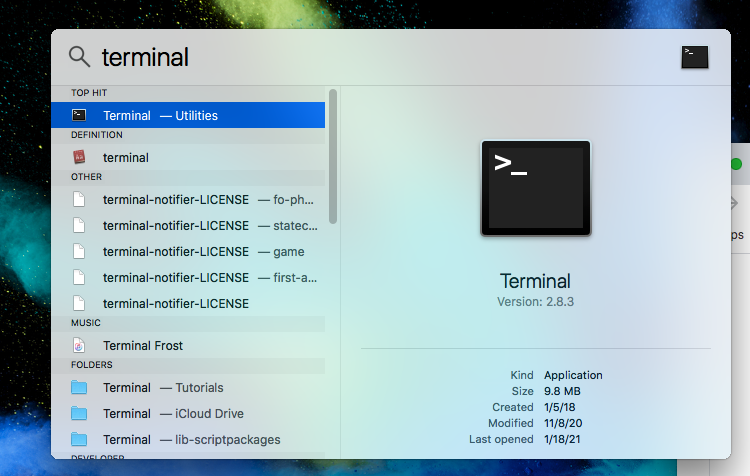 terminal
TOP HIT
Terminal — Utilities
DEFINITION
terminal
OTHER
terminal-notifier-LICENSE — fo-ph...
terminal-notifier-LICENSE — statec...
terminal-notifier-LICENSE — game
terminal-notifier-LICENSE — first-a...
terminal-notifier-LICENSE
MUSIC
Terminal Frost
FOLDERS
Terminal — Tutorials
Terminal — iCloud Drive
Terminal — lib-scriptpackages
DEVELOPER
>_
Terminal
Version: 2.8.3
Kind Application
Size 9.8 MB
Created 1/5/18
Modified 11/8/20
Last opened 1/18/21
ps